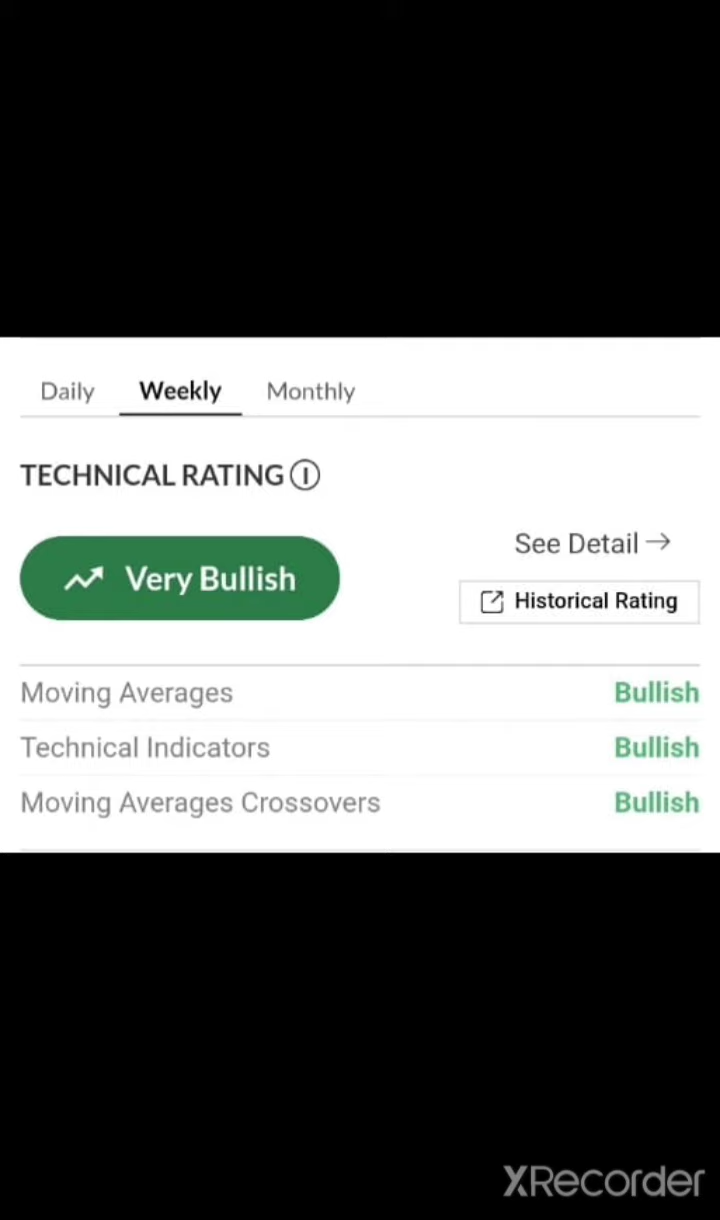 Daily Weekly Monthly
TECHNICAL RATING
Very Bullish
See Detail →
Historical Rating
Moving Averages Bullish
Technical Indicators Bullish
Moving Averages Crossovers Bullish
XRecorder